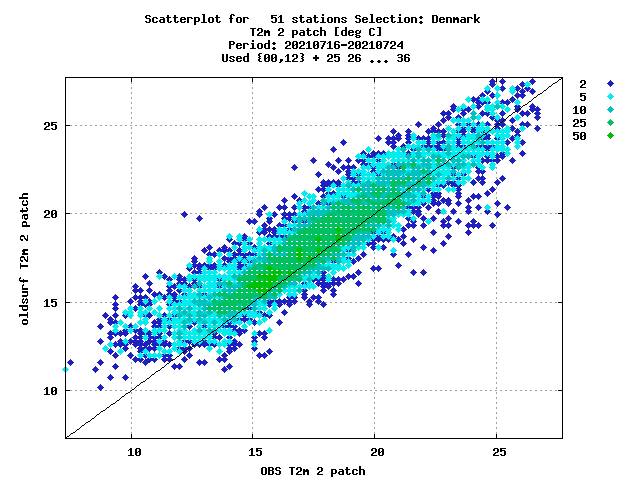 Scatterplot for   51 stations Selection: Denmark
T2m 2 patch [deg C]
Period: 20210716-20210724
Used {00,12} + 25 26 ... 36
2
5
10
25
50
25
20
15
10
oldsurf T2m 2 patch
10 15 20 25
OBS T2m 2 patch